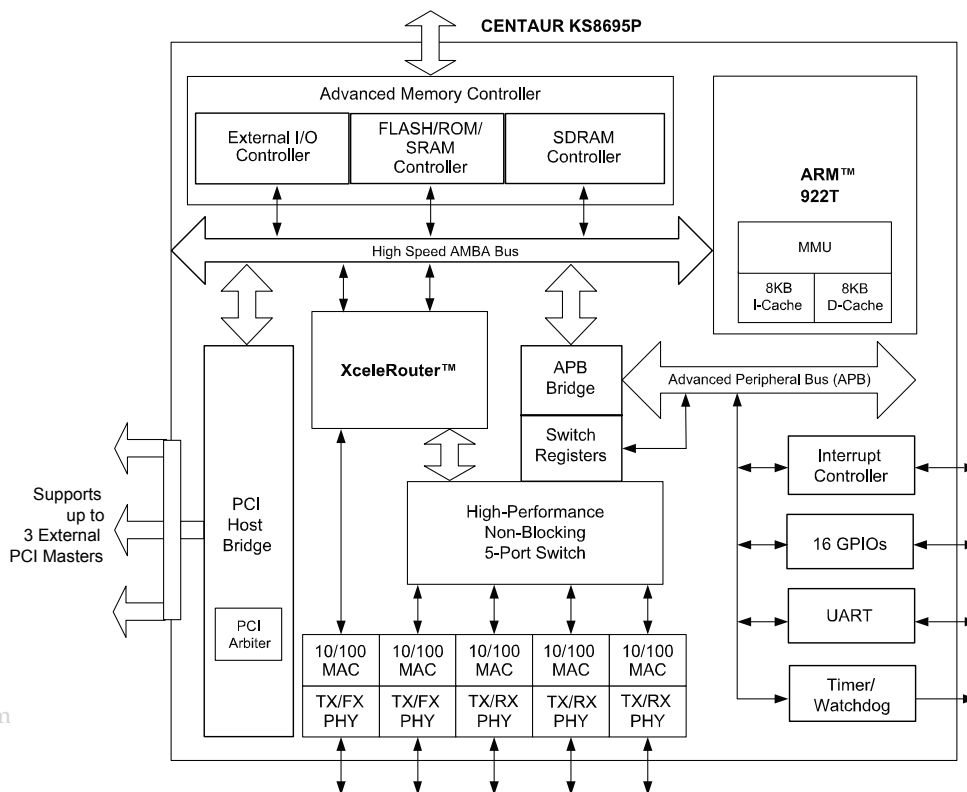 CENTAUR KS8695P
Advanced Memory Controller
External I/O
Controller
FLASH/ROM/
SRAM
Controller
SDRAM
Controller
ARM™
922T
MMU
8KB
I-Cache
8KB
D-Cache
High Speed AMBA Bus
XceleRouter™
APB
Bridge
Advanced Peripheral Bus (APB)
Switch
Registers
Interrupt
Controller
Supports
up to
3 External
PCI Masters
PCI
Host
Bridge
PCI
Arbiter
High-Performance
Non-Blocking
5-Port Switch
16 GPIOs
UART
Timer/
Watchdog
10/100
MAC
10/100
MAC
10/100
MAC
10/100
MAC
10/100
MAC
TX/FX
PHY
TX/FX
PHY
TX/RX
PHY
TX/RX
PHY
TX/RX
PHY